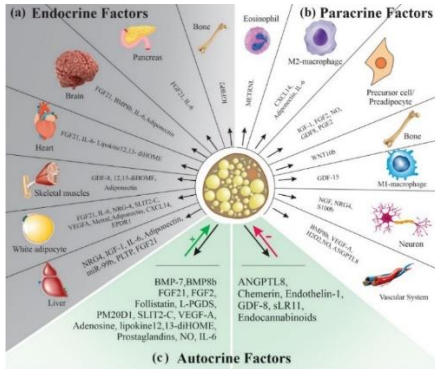 (a) Endocrine Factors
Pancreas
Brain
Heart
Skeletal muscles
White adipocyte
Liver
Bone
FGF21, BMP8b, IL-6, Adiponectin
FGF21, IL-6
IGFBP2
FGF21, IL-6- Lipokine12,13-diHOME
GDF-8, 12,13-diHOME,
Adiponectin
FGF21, IL-6, NRG-4, SLIT2-C,
VEGFA, Metrnl, Adiponectin, CXCL14,
EPDR1
NRG4, IGF-1, IL-6, Adiponectin,
miR-99b, PLTP, FGF21
(b) Paracrine Factors
Eosinophil
M2-macrophage
Precursor cell/
Preadipocyte
Bone
M1-macrophage
Neuron
Vascular System
METRNL
CXCL14,
Adiponectin, IL-6
IGF-1, FGF2, NO,
GDF8, PGE2
WNT10b
GDF-15
NGF, NRG4,
S100b
BMP8b, VEGF-A,
H2O2, NO, ANGPTL8
+
-
BMP-7,BMP8b
FGF21, FGF2,
Follistatin, L-PGDS,
PM20D1, SLIT2-C, VEGF-A,
Adenosine, lipokine12,13-diHOME,
Prostaglandins, NO, IL-6
ANGPTL8,
Chemerin, Endothelin-1,
GDF-8, sLR11,
Endocannabinoids
(c) Autocrine Factors